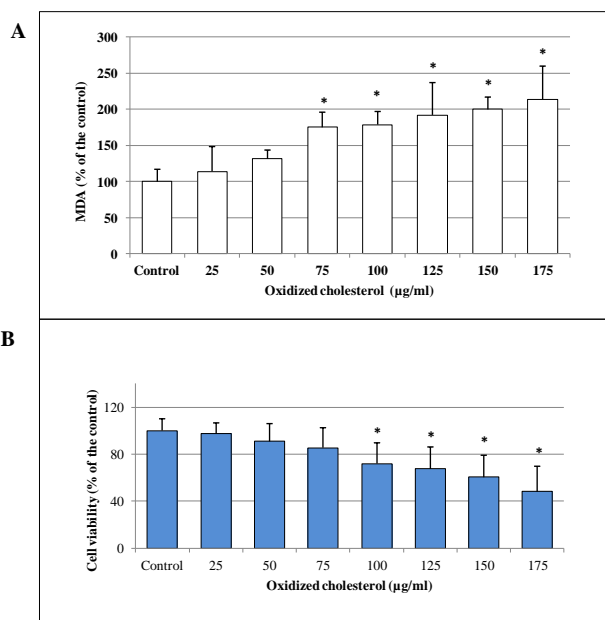 A
300
250
200
150
100
50
0
MDA (% of the control)
* * * * *
Control 25 50 75 100 125 150 175
Oxidized cholesterol (µg/ml)
B
120
80
40
0
Cell viability (% of the control)
* * * *
Control 25 50 75 100 125 150 175
Oxidized cholesterol (µg/ml)